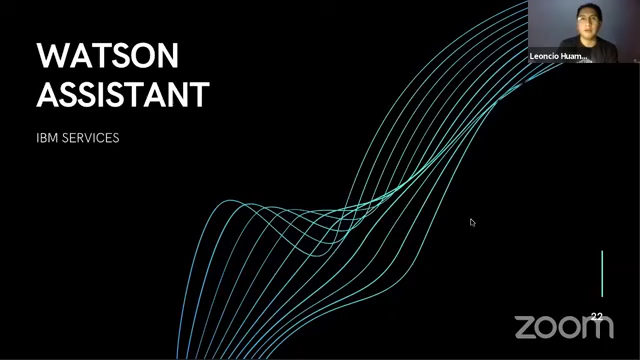 WATSON
ASSISTANT
IBM SERVICES
Leoncio Huam...
22
zoom